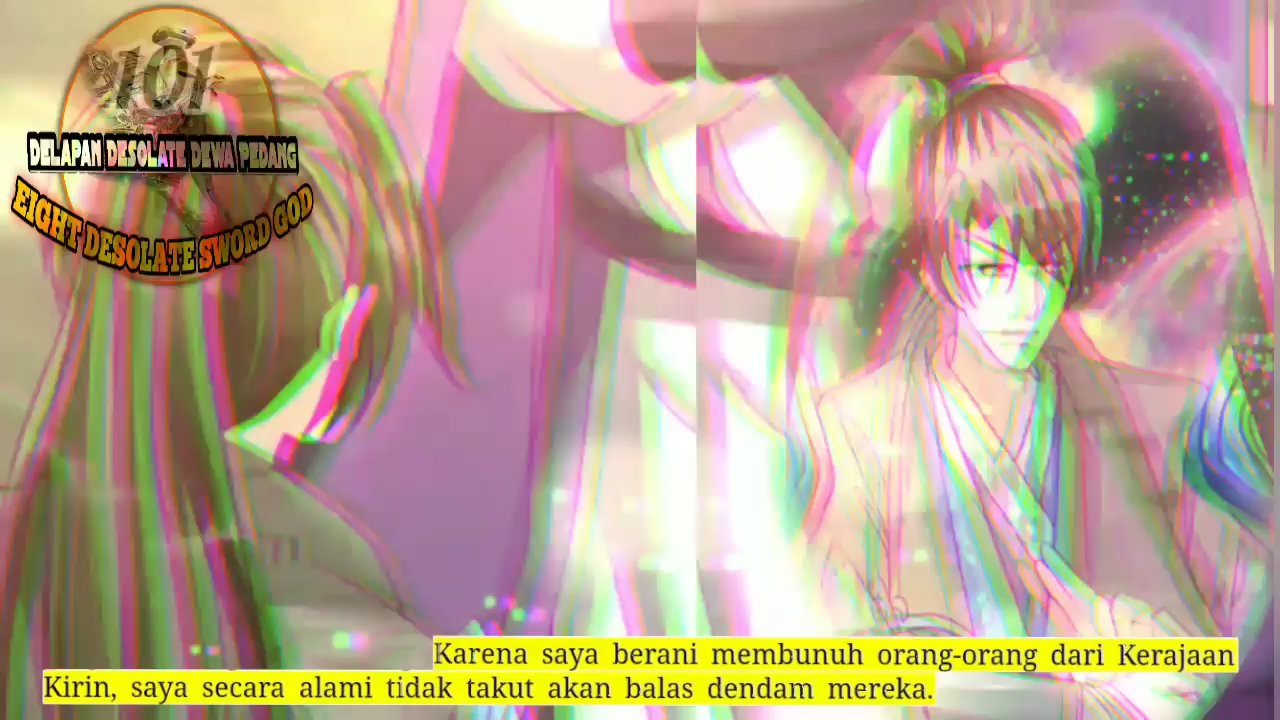 101
DELAPAN DESOLATE DEWA PEDANG
EIGHT DESOLATE SWORD GOD
Karena saya berani membunuh orang-orang dari Kerajaan
Kirin, saya secara alami tidak takut akan balas dendam mereka.